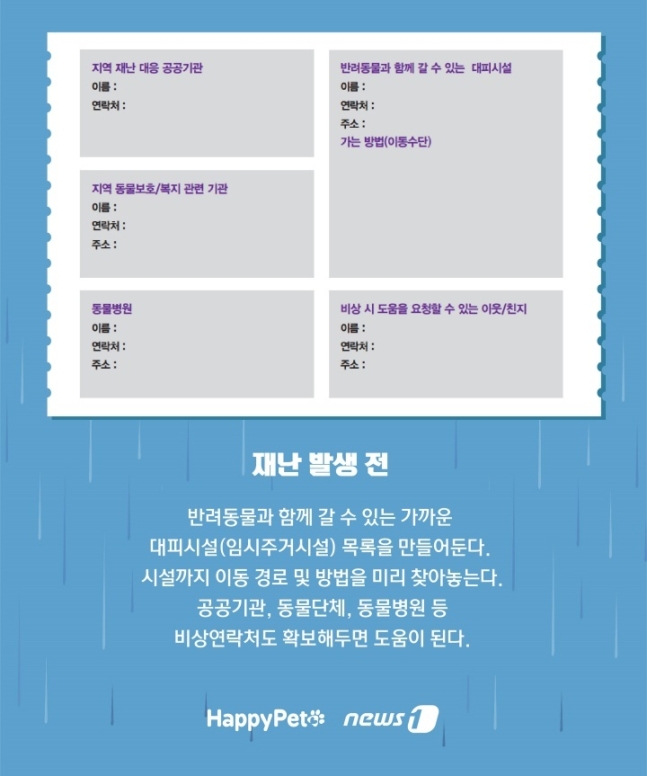 지역 재난 대응 공공기관
이름 :
연락처 :
반려동물과 함께 갈 수 있는 대피시설
이름 :
연락처 :
주소 :
가는 방법(이동수단)
지역 동물보호/복지 관련 기관
이름 :
연락처 :
주소 :
동물병원
이름 :
연락처 :
주소 :
비상 시 도움을 요청할 수 있는 이웃/친지
이름 :
연락처 :
주소 :
재난 발생 전
반려동물과 함께 갈 수 있는 가까운
대피시설(임시주거시설) 목록을 만들어둔다.
시설까지 이동 경로 및 방법을 미리 찾아놓는다.
공공기관, 동물단체, 동물병원 등
비상연락처도 확보해두면 도움이 된다.
HappyPet news1